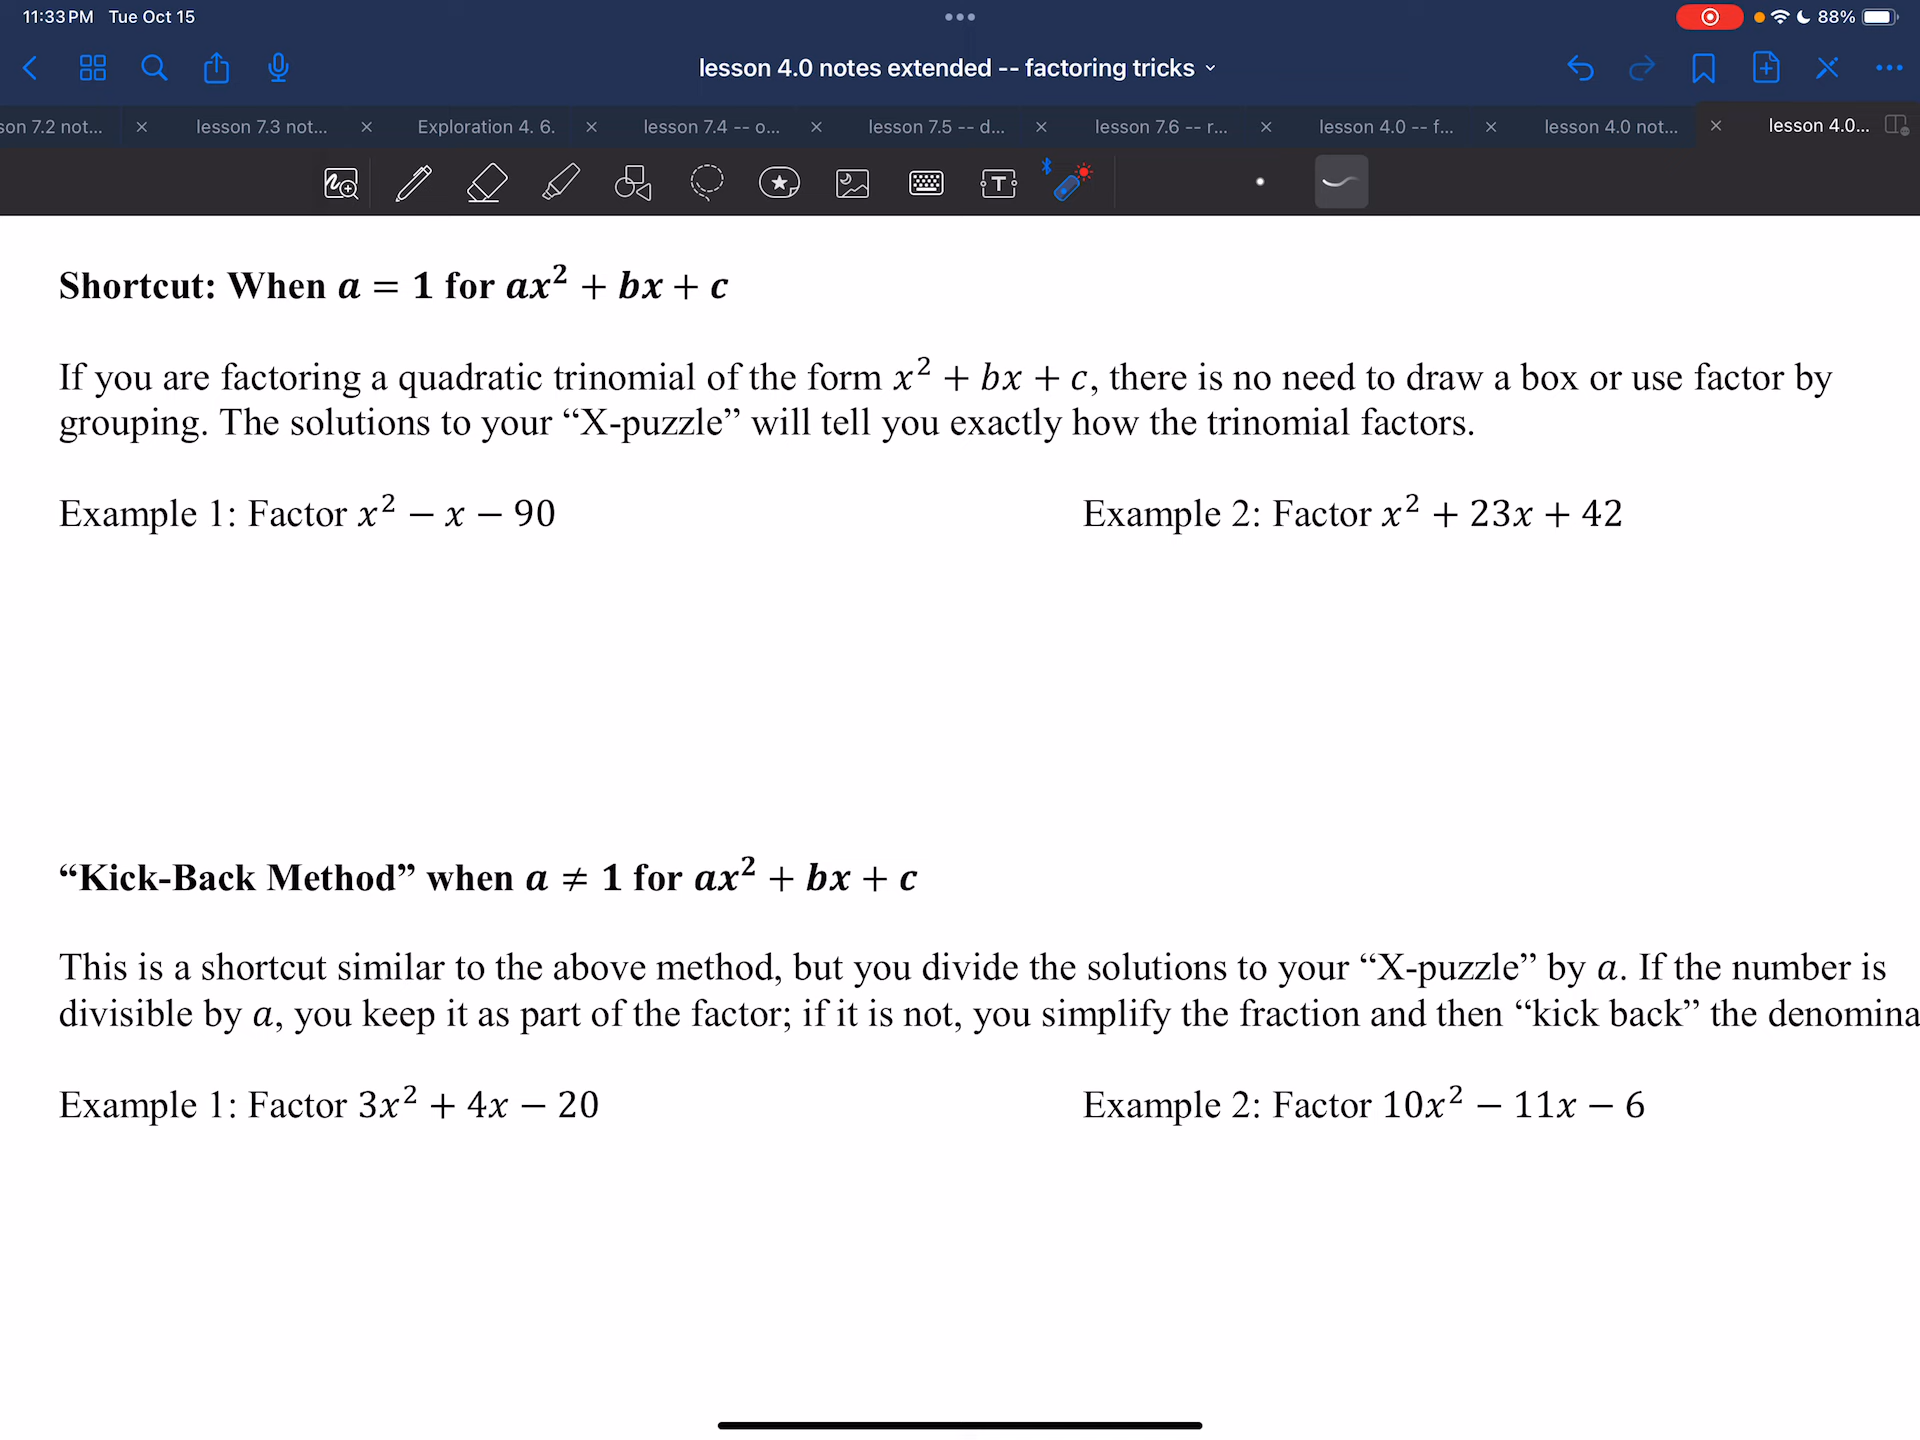 11:33 PM Tue Oct 15
88%
lesson 4.0 notes extended -- factoring tricks
son 7.2 not... lesson 7.3 not... Exploration 4. 6. lesson 7.4 -- o... lesson 7.5 -- d... lesson 7.6 -- r... lesson 4.0 -- f... lesson 4.0 not... lesson 4.0...
Shortcut: When a = 1 for ax² + bx + c
If you are factoring a quadratic trinomial of the form x² + bx + c, there is no need to draw a box or use factor by
grouping. The solutions to your “X-puzzle” will tell you exactly how the trinomial factors.
Example 1: Factor x² − x − 90
Example 2: Factor x² + 23x + 42
“Kick-Back Method” when a ≠ 1 for ax² + bx + c
This is a shortcut similar to the above method, but you divide the solutions to your “X-puzzle” by a. If the number is
divisible by a, you keep it as part of the factor; if it is not, you simplify the fraction and then “kick back” the denomina
Example 1: Factor 3x² + 4x − 20
Example 2: Factor 10x² − 11x − 6